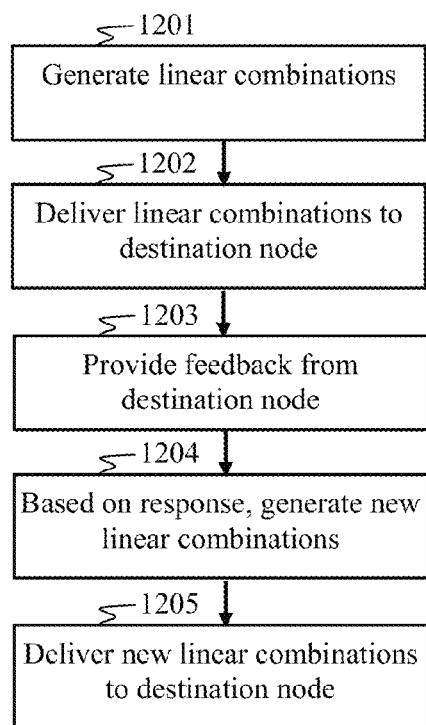 1201
Generate linear combinations
1202
Deliver linear combinations to
destination node
1203
Provide feedback from
destination node
1204
Based on response, generate new
linear combinations
1205
Deliver new linear combinations
to destination node